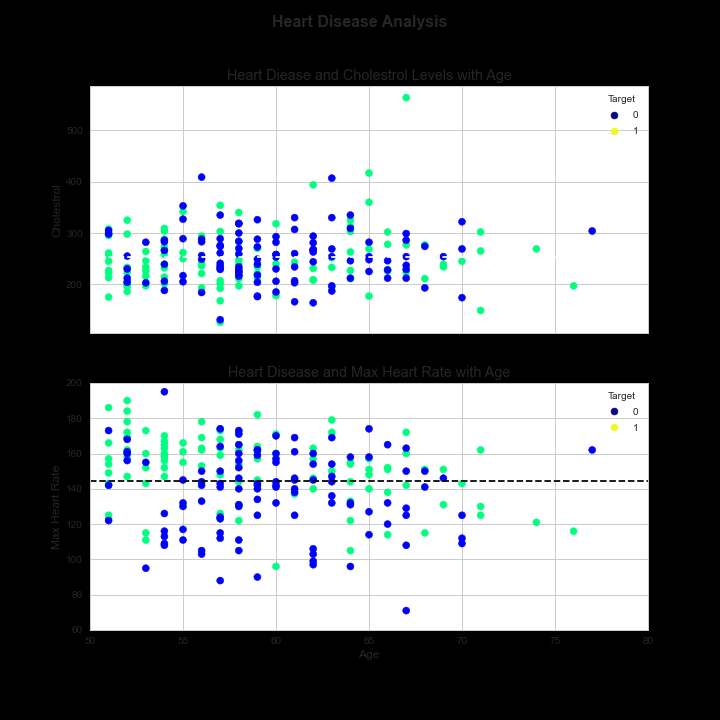 Heart Disease Analysis
Heart Diease and Cholestrol Levels with Age
Target
0
1
500
400
300
200
Cholestrol
Heart Disease and Max Heart Rate with Age
Target
0
1
200
180
160
140
120
100
80
60
Max Heart Rate
50 55 60 65 70 75 80
Age